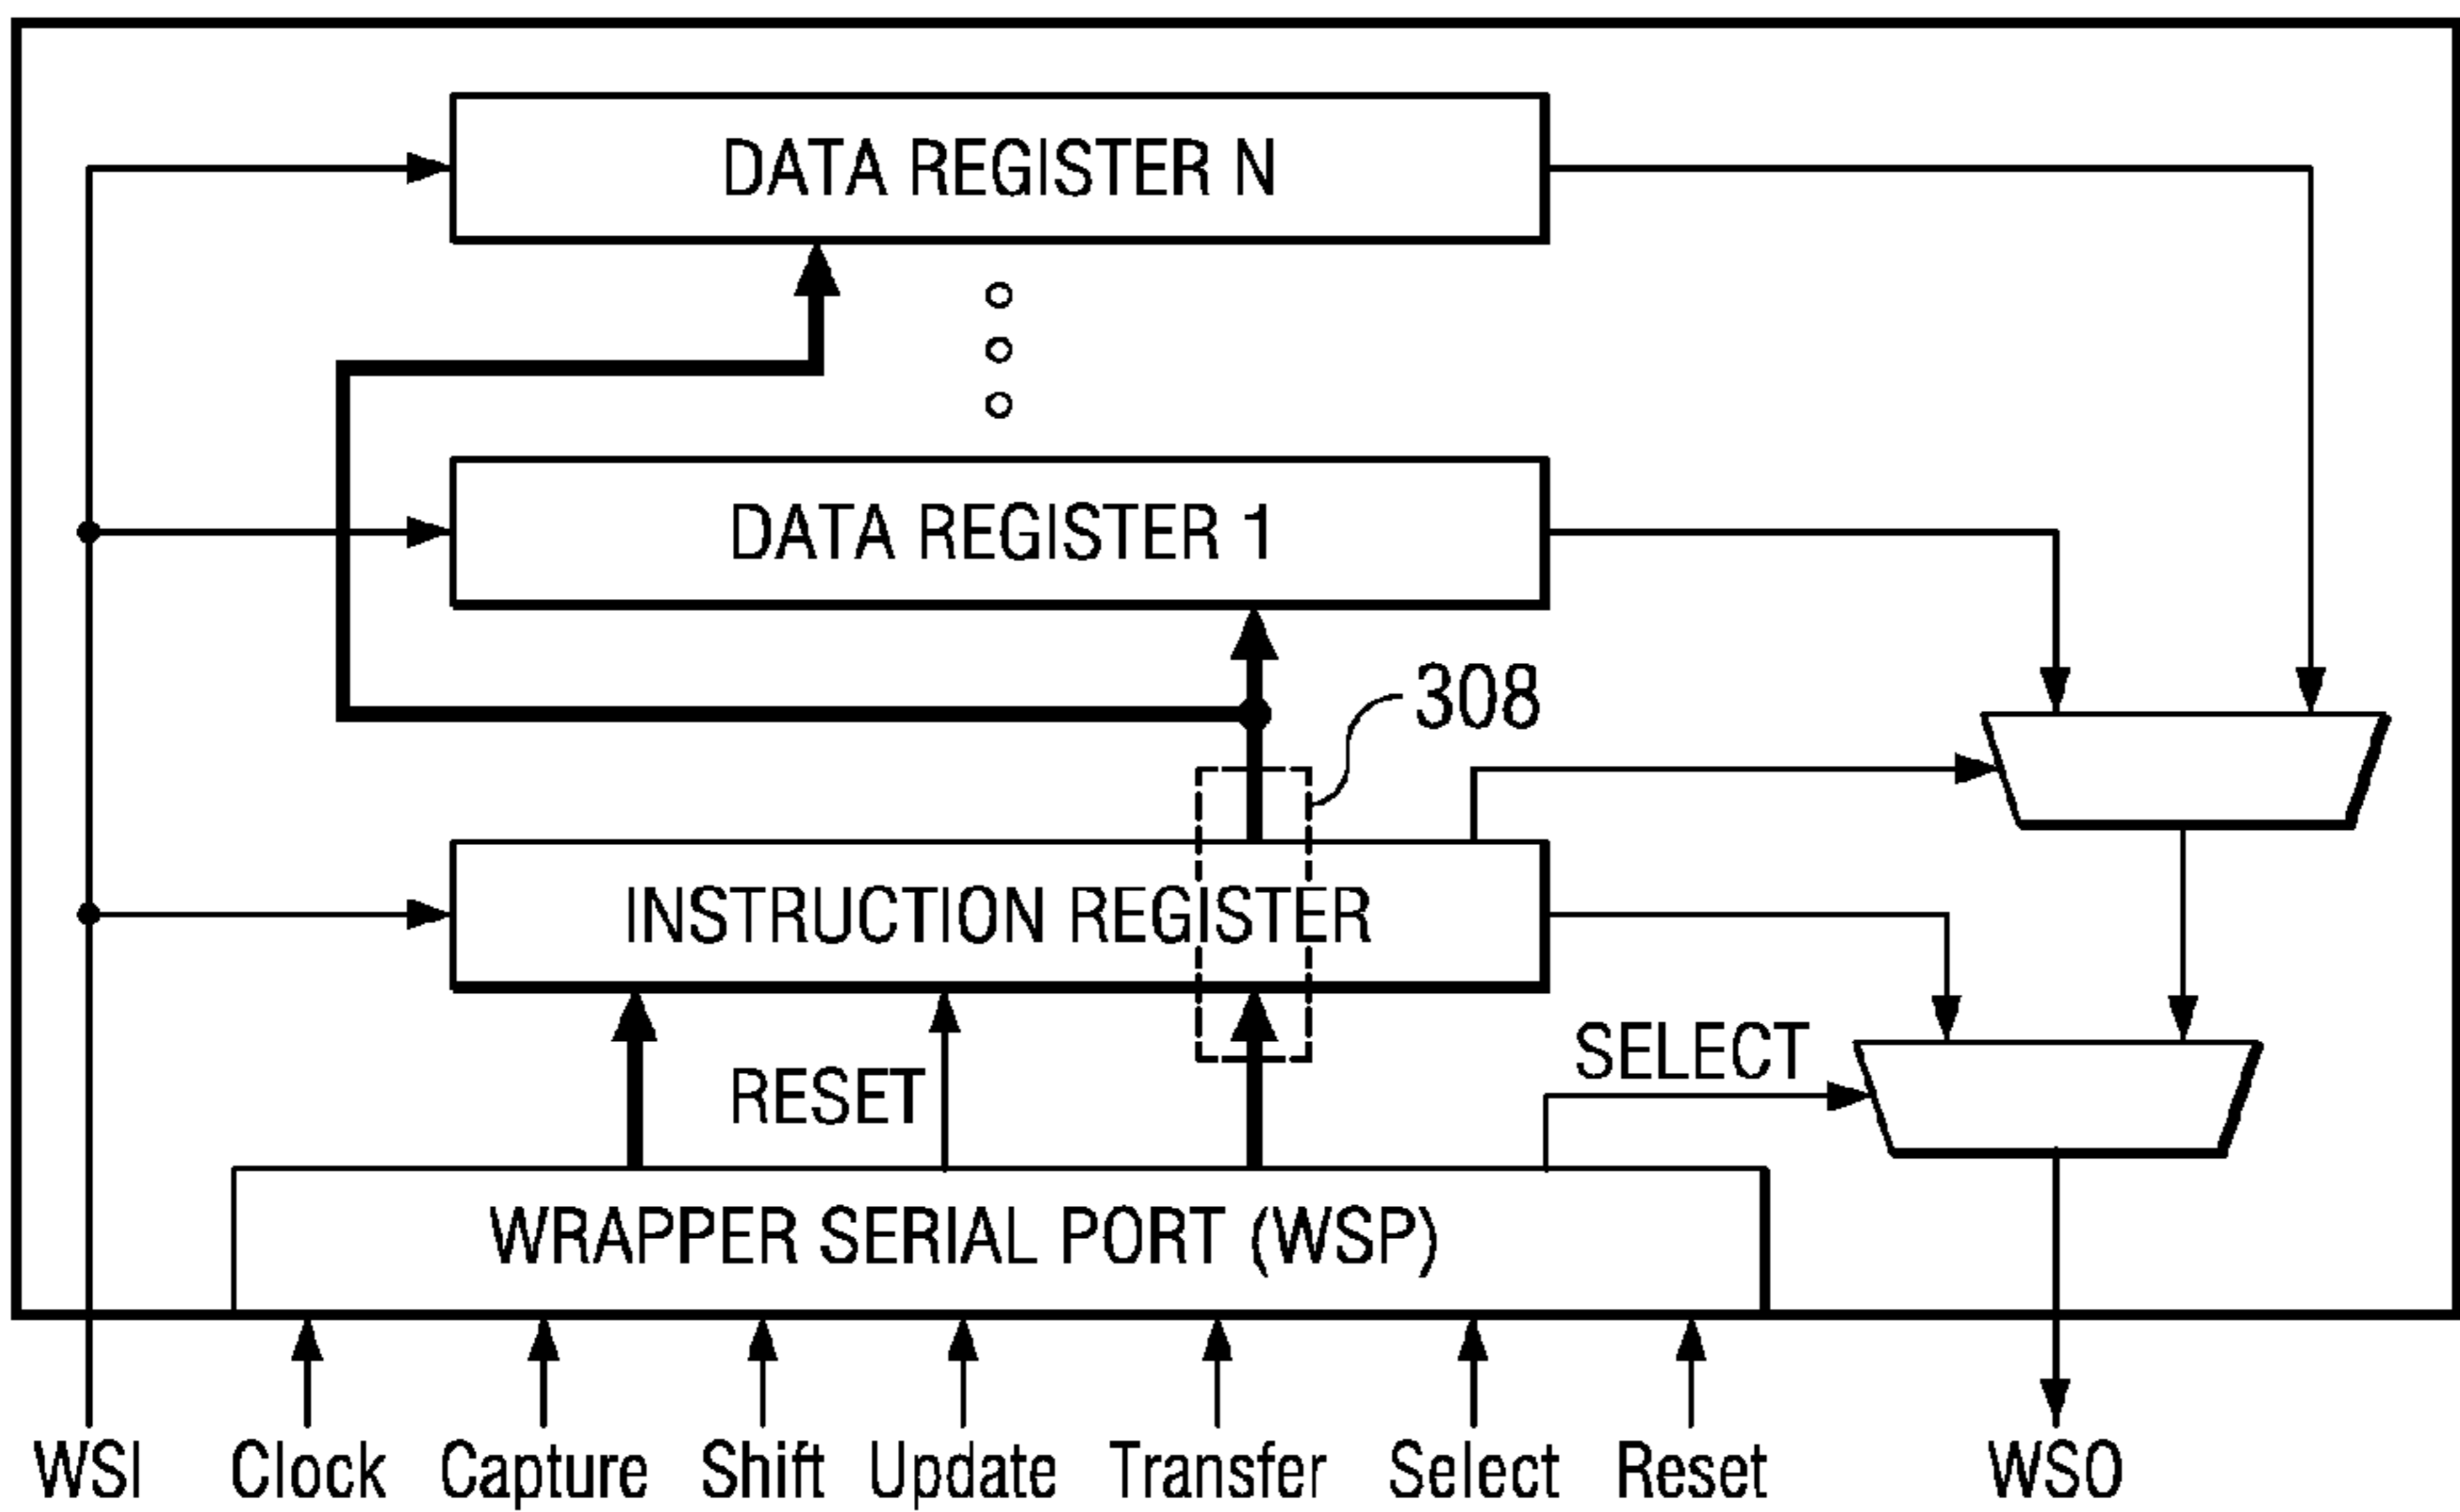 DATA REGISTER N
DATA REGISTER 1
308
INSTRUCTION REGISTER
SELECT
RESET
WRAPPER SERIAL PORT (WSP)
WSI Clock Capture Shift Update Transfer Select Reset WSO